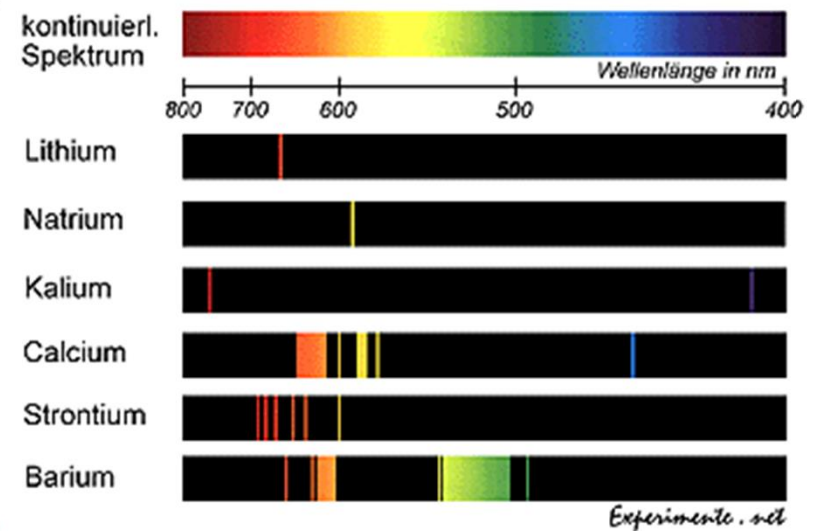 kontinuierl.
Spektrum
Wellenlänge in nm
800 700 600 500 400
Lithium
Natrium
Kalium
Calcium
Strontium
Barium
Experimente . net